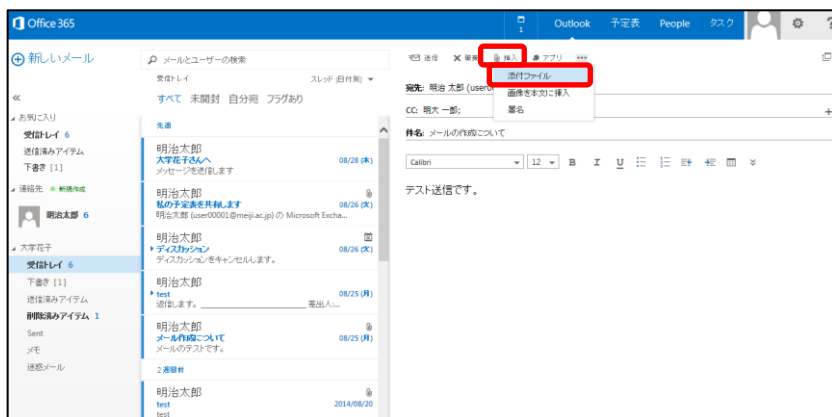 Office 365
1
Outlook
予定表
People
タスク
?
新しいメール
≪
お気に入り
受信トレイ 6
送信済みアイテム
下書き [1]
連絡先 新規作成
明治太郎 6
大学花子
受信トレイ 6
下書き [1]
送信済みアイテム
削除済みアイテム 1
Sent
メモ
迷惑メール
メールとユーザーの検索
受信トレイ
スレッド (日付順)
すべて 未開封 自分宛 フラグあり
先週
明治太郎
大学花子さんへ 08/28 (木)
メッセージを送信します
明治太郎
私の予定表を共有します 08/26 (火)
明治太郎 (user00001@meiji.ac.jp) の Microsoft Excha...
明治太郎
ディスカッション 08/26 (火)
ディスカッションをキャンセルします。
明治太郎
test 08/25 (月)
返信します。 ________________________ 差出人:...
明治太郎
メール作成について 08/25 (月)
メールのテストです。
2 週間前
明治太郎
test 2014/08/20
test
送信 破棄 挿入 アプリ •••
添付ファイル
画像を本文に挿入
署名
宛先: 明治 太郎 (user0
CC: 明大 一郎;
件名: メールの作成について
Calibri 12 B I U
テスト送信です。